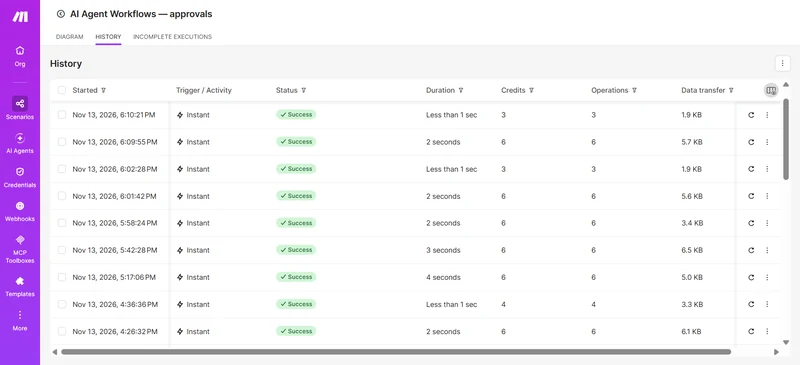 AI Agent Workflows — approvals
DIAGRAM HISTORY INCOMPLETE EXECUTIONS
Org
Scenarios
AI Agents
Credentials
Webhooks
MCP
Toolboxes
Templates
More
History
Started Trigger / Activity Status Duration Credits Operations Data transfer
Nov 13, 2026, 6:10:21 PM Instant Success Less than 1 sec 3 3 1.9 KB
Nov 13, 2026, 6:09:55 PM Instant Success 2 seconds 6 6 5.7 KB
Nov 13, 2026, 6:02:28 PM Instant Success Less than 1 sec 3 3 1.9 KB
Nov 13, 2026, 6:01:42 PM Instant Success 2 seconds 6 6 5.6 KB
Nov 13, 2026, 5:58:24 PM Instant Success 2 seconds 6 6 3.4 KB
Nov 13, 2026, 5:42:28 PM Instant Success 3 seconds 6 6 6.5 KB
Nov 13, 2026, 5:17:06 PM Instant Success 4 seconds 6 6 5.0 KB
Nov 13, 2026, 4:36:36 PM Instant Success Less than 1 sec 4 4 3.3 KB
Nov 13, 2026, 4:26:32 PM Instant Success 2 seconds 6 6 6.1 KB